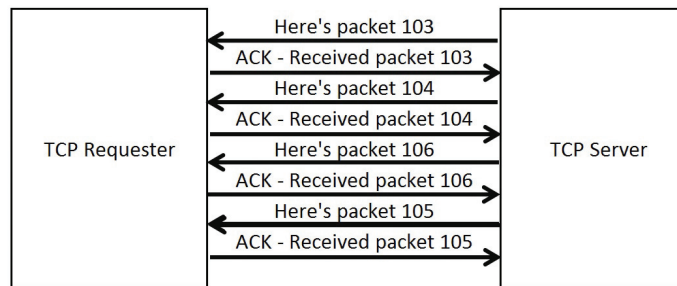 Here's packet 103
ACK - Received packet 103
Here's packet 104
ACK - Received packet 104
TCP Requester
TCP Server
Here's packet 106
ACK - Received packet 106
Here's packet 105
ACK - Received packet 105